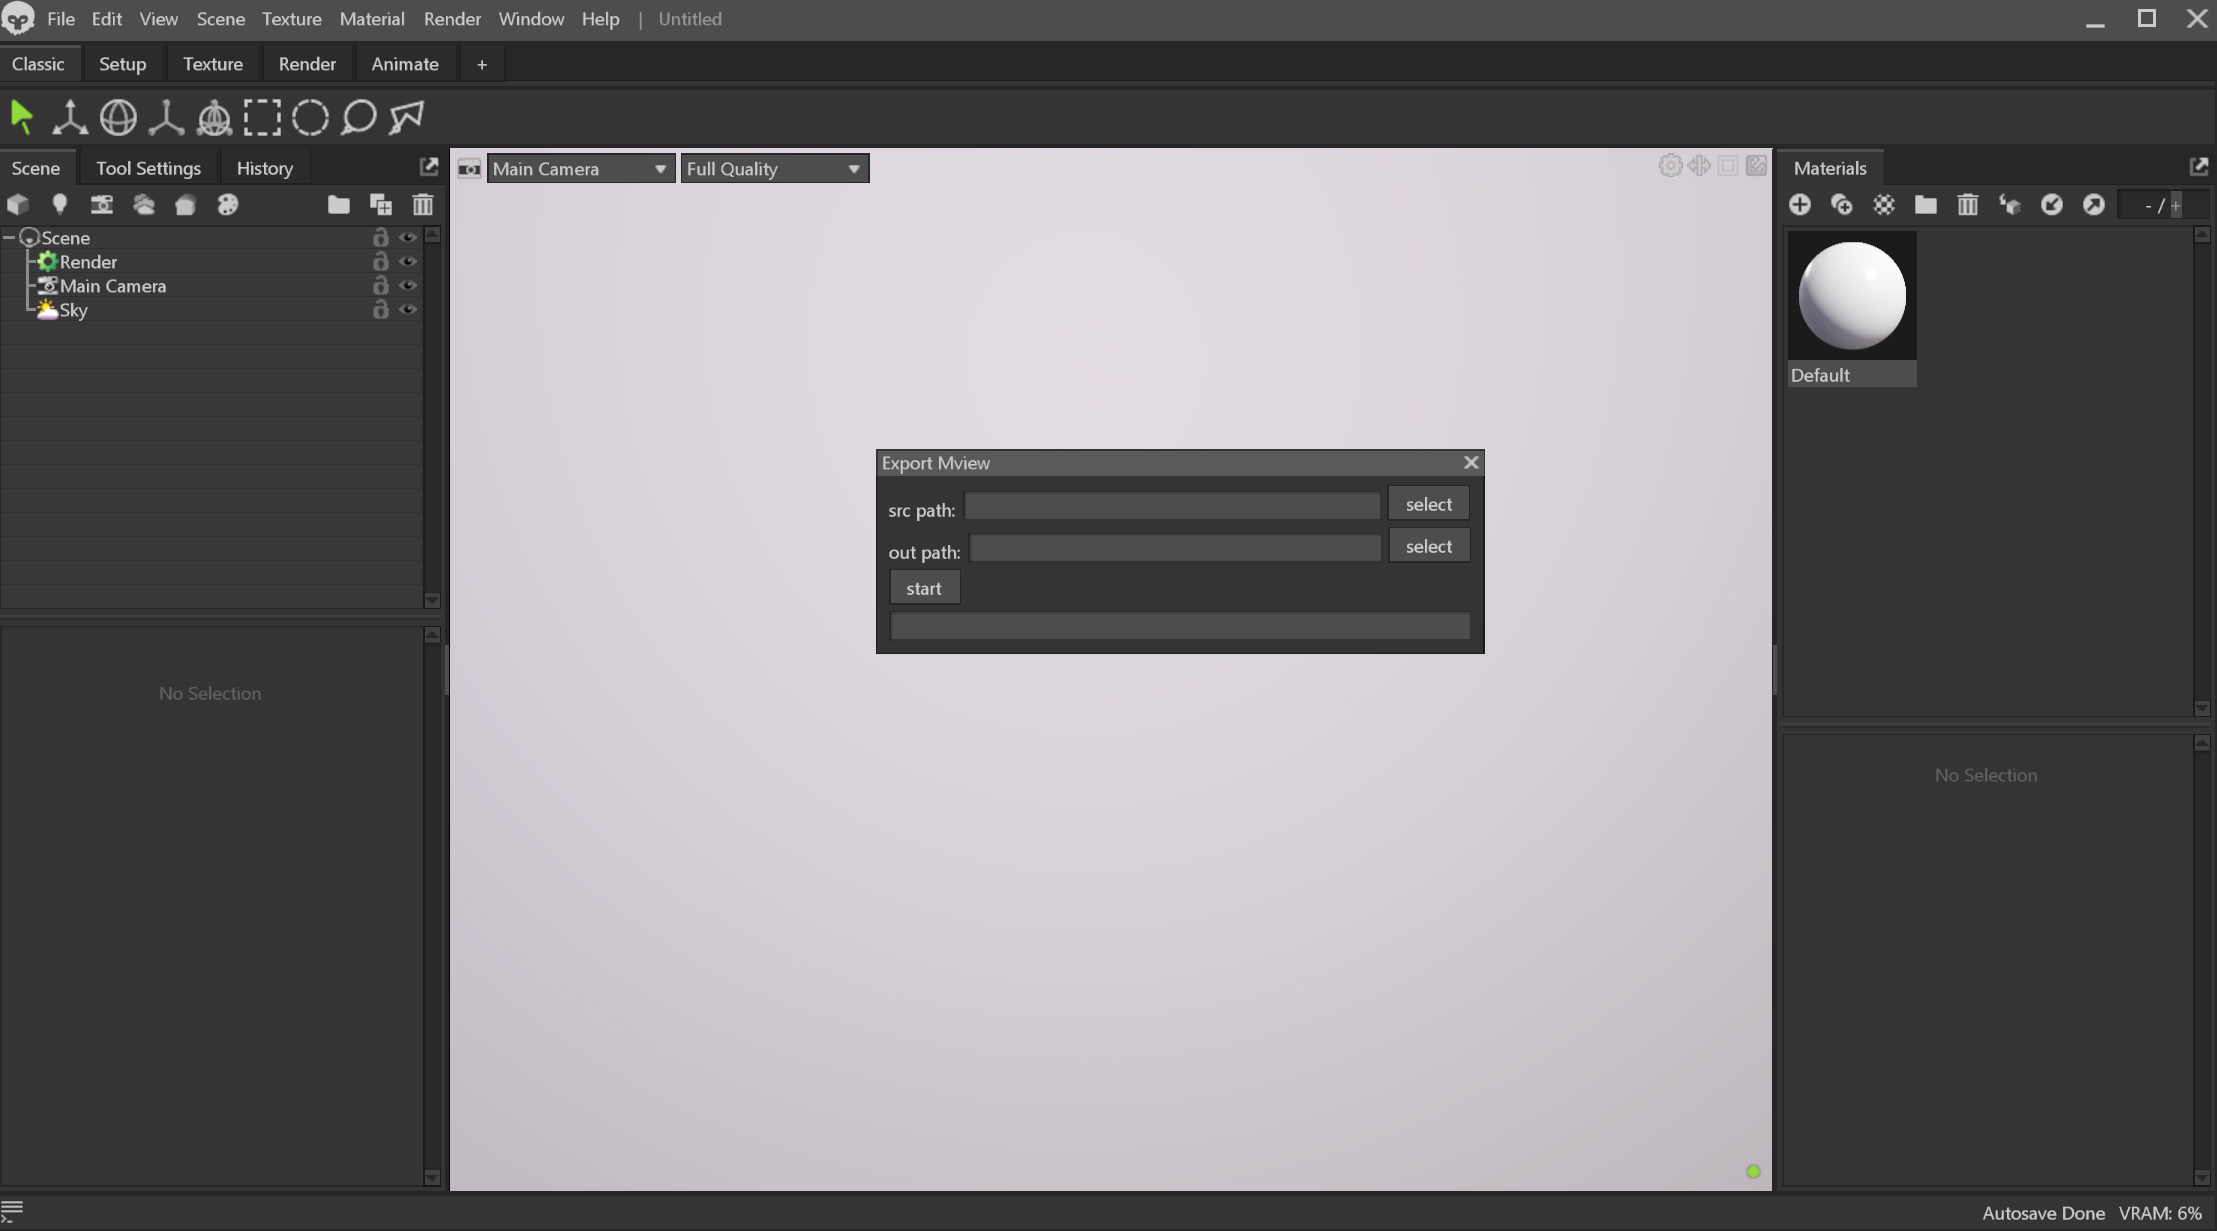 File Edit View Scene Texture Material Render Window Help | Untitled
Classic Setup Texture Render Animate +
Scene Tool Settings History
Main Camera Full Quality
Materials
- / +
Scene
Render
Main Camera
Sky
Default
Export Mview
src path: select
out path: select
start
No Selection
No Selection
Autosave Done VRAM: 6%